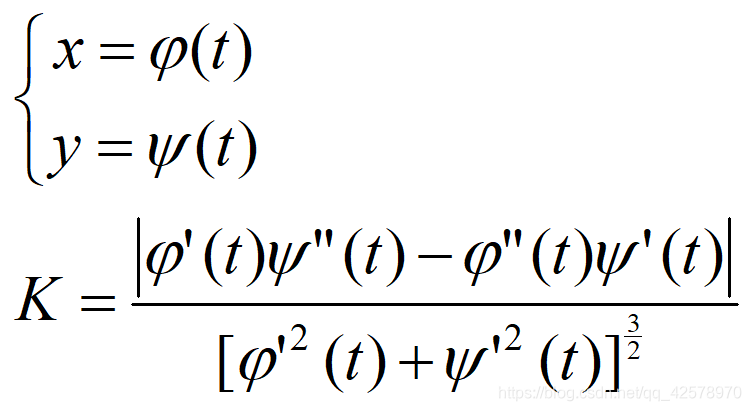 x = φ(t)
y = ψ(t)
K = |φ'(t)ψ''(t) − φ''(t)ψ'(t)| / [φ'²(t) + ψ'²(t)]^(3/2)
https://blog.csdn.net/qq_42578970